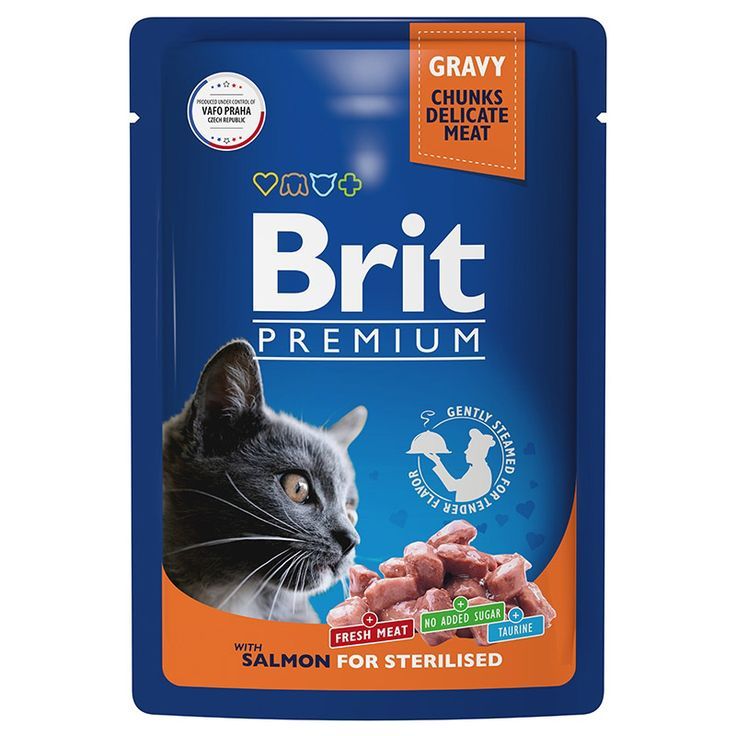 PRODUCED UNDER CONTROL OF
VAFO PRAHA
CZECH REPUBLIC
GRAVY
CHUNKS
DELICATE
MEAT
Brit
PREMIUM
GENTLY STEAMED FOR TENDER FLAVOR
FRESH MEAT
NO ADDED SUGAR
TAURINE
WITH
SALMON FOR STERILISED